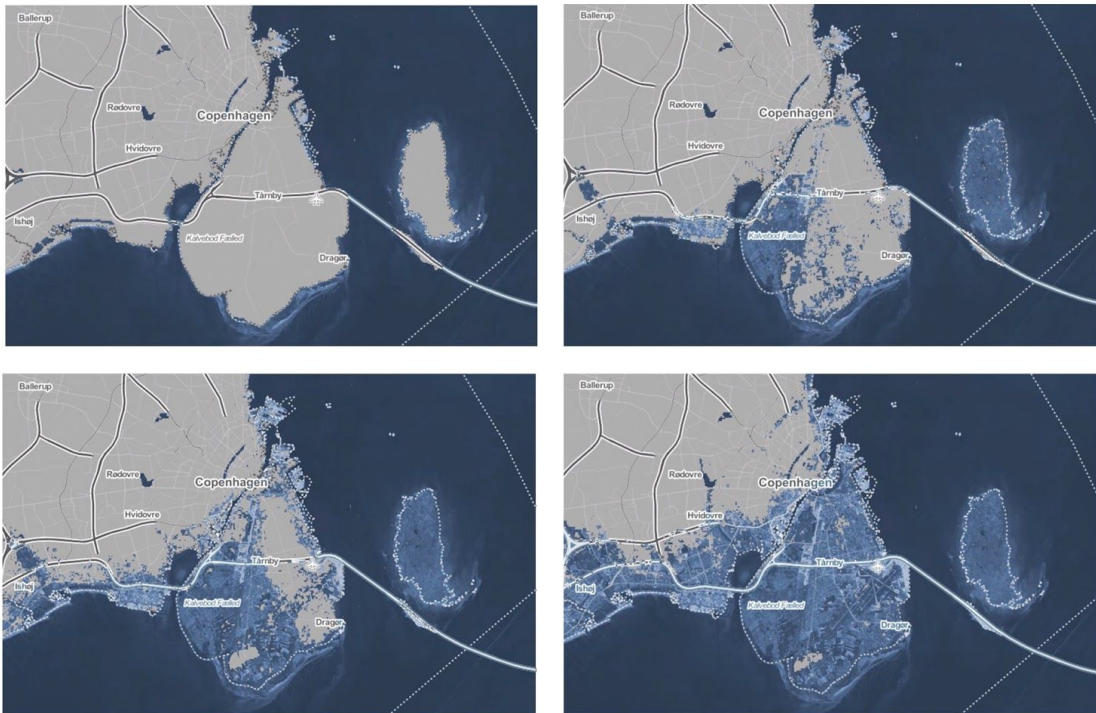 Ballerup
Rødovre
Copenhagen
Hvidovre
Tårnby
Ishøj
Kalvebod Fælled
Dragør
Ballerup
Copenhagen
Rødovre
Hvidovre
Tårnby
Ishøj
Kalvebod Fælled
Dragør
Ballerup
Rødovre
Copenhagen
Hvidovre
Tårnby
Ishøj
Kalvebod Fælled
Dragør
Ballerup
Rødovre
Copenhagen
Hvidovre
Tårnby
Ishøj
Kalvebod Fælled
Dragør